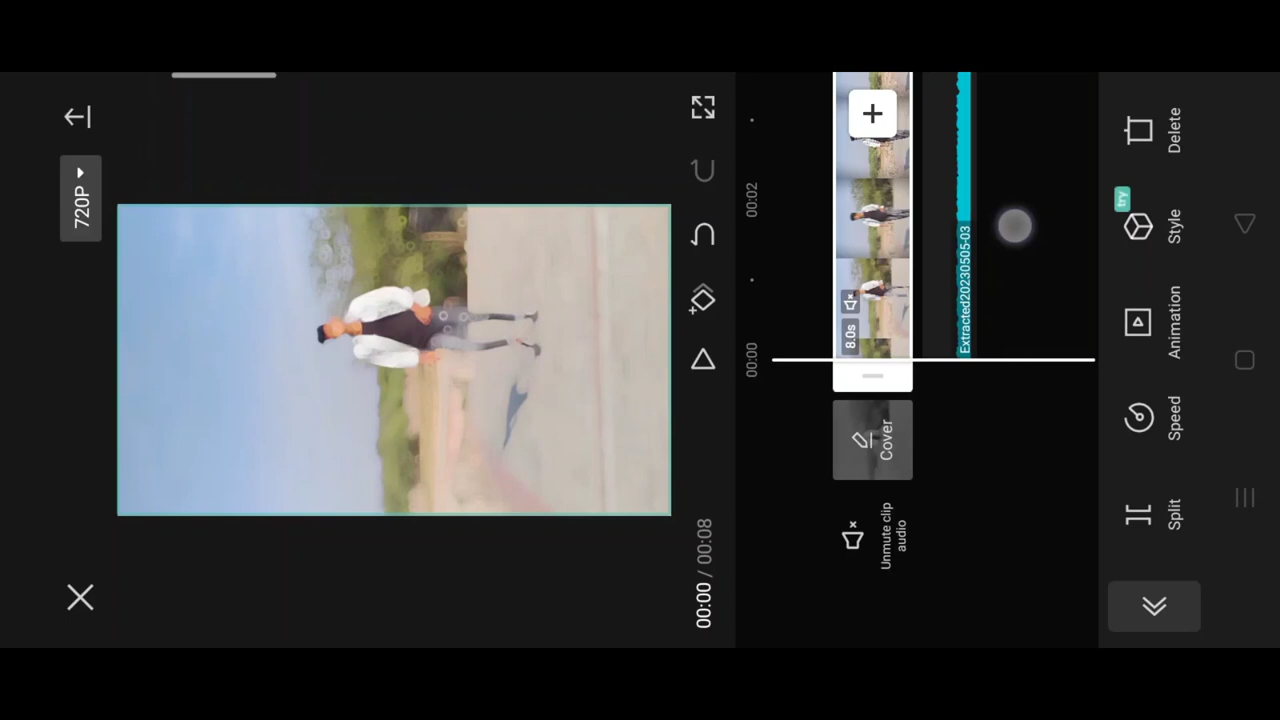 720P
00:00 / 00:08
00:00
00:02
8.0s
Cover
Unmute clip
audio
Extracted20230505-03
Split
Speed
Animation
Style
try
Delete